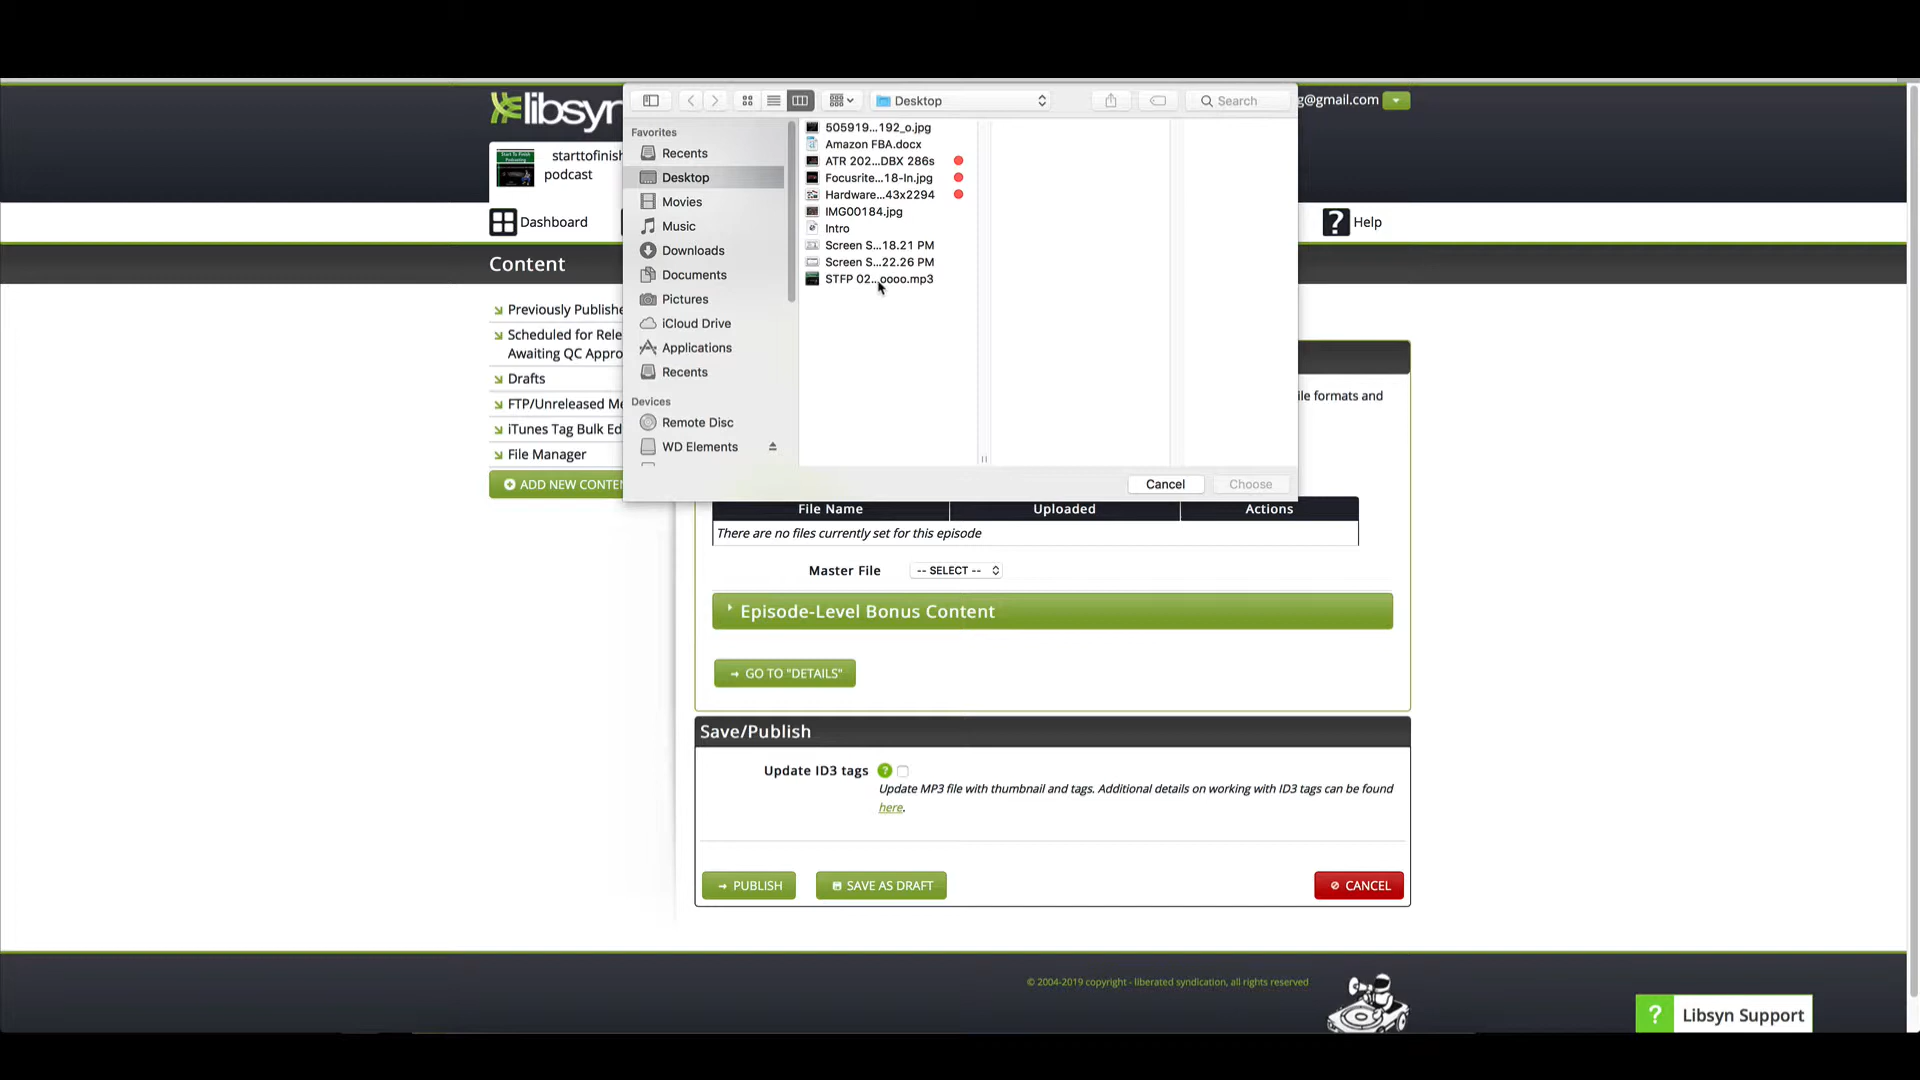 libsyn
Desktop
Search
g@gmail.com
starttofinish
podcast
Dashboard
? Help
Content
Favorites
Recents
Desktop
Movies
Music
Downloads
Documents
Pictures
iCloud Drive
Applications
Recents
Devices
Remote Disc
WD Elements
505919...192_o.jpg
Amazon FBA.docx
ATR 202...DBX 286s
Focusrite...18-In.jpg
Hardware...43x2294
IMG00184.jpg
Intro
Screen S...18.21 PM
Screen S...22.26 PM
STFP 02...oooo.mp3
Cancel
Choose
Previously Publishe
Scheduled for Rele
Awaiting QC Appro
Drafts
FTP/Unreleased Me
iTunes Tag Bulk Ed
File Manager
ADD NEW CONTEN
ile formats and
File Name Uploaded Actions
There are no files currently set for this episode
Master File -- SELECT --
Episode-Level Bonus Content
GO TO "DETAILS"
Save/Publish
Update ID3 tags ?
Update MP3 file with thumbnail and tags. Additional details on working with ID3 tags can be found
here.
PUBLISH
SAVE AS DRAFT
CANCEL
© 2004-2019 copyright - liberated syndication, all rights reserved
? Libsyn Support